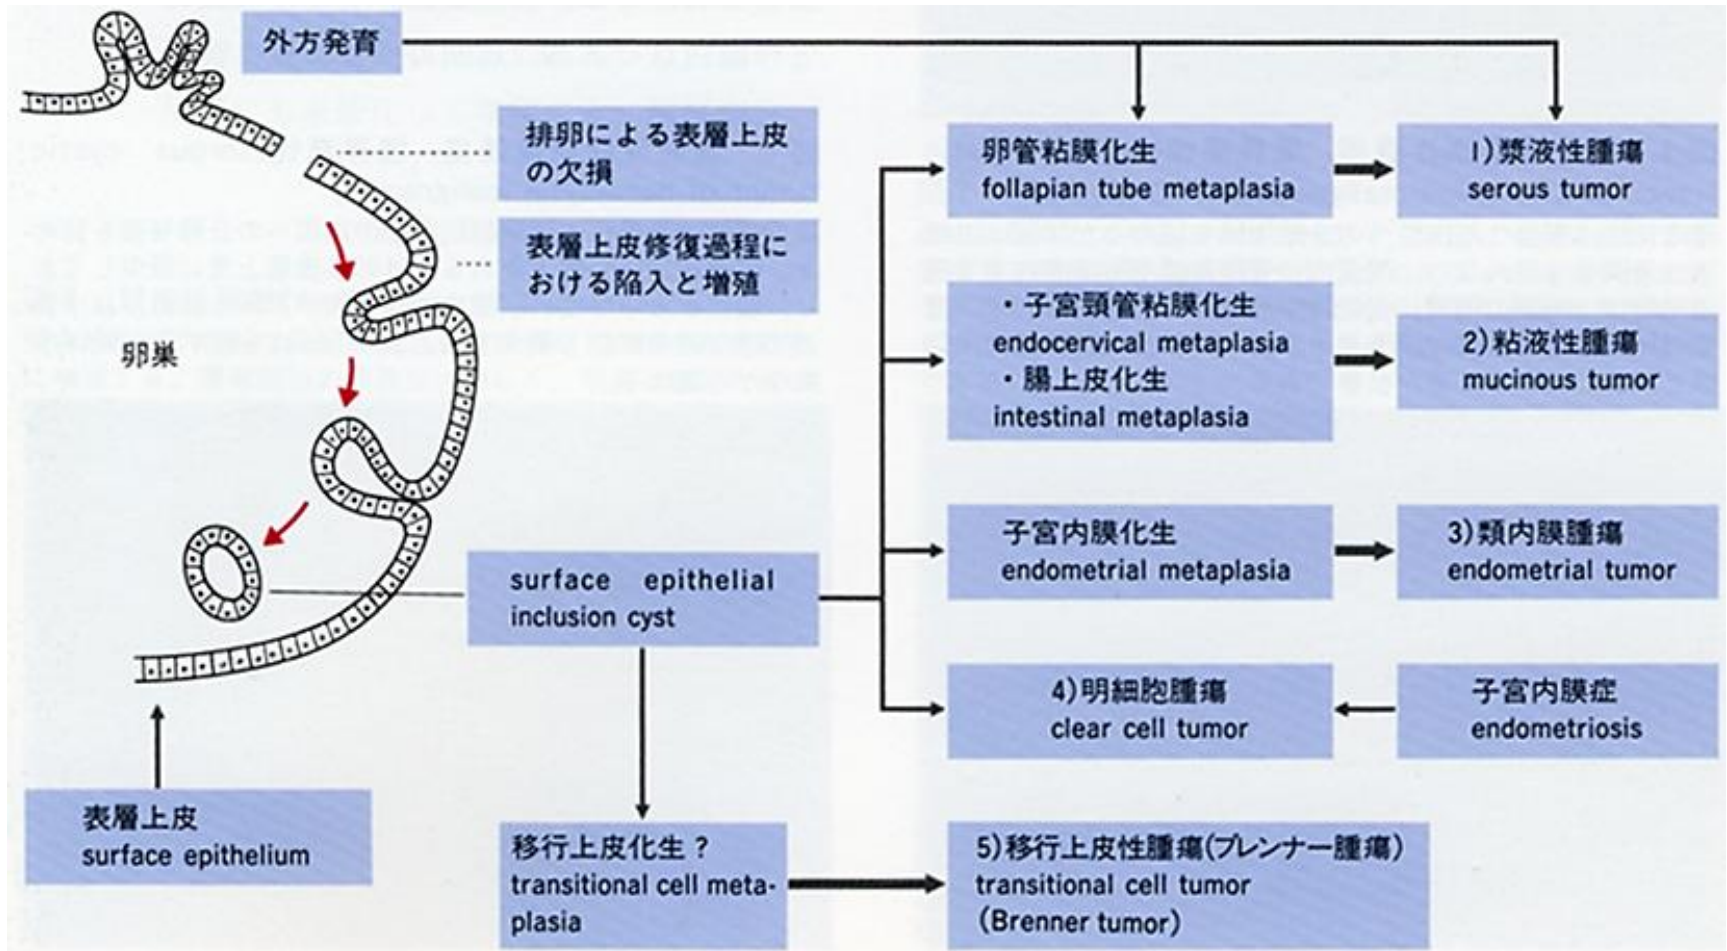 外方発育
排卵による表層上皮
の欠損
表層上皮修復過程に
おける陥入と増殖
卵巣
surface epithelial
inclusion cyst
表層上皮
surface epithelium
移行上皮化生？
transitional cell meta-
plasia
卵管粘膜化生
follapian tube metaplasia
1)漿液性腫瘍
serous tumor
・子宮頸管粘膜化生
endocervical metaplasia
・腸上皮化生
intestinal metaplasia
2)粘液性腫瘍
mucinous tumor
子宮内膜化生
endometrial metaplasia
3)類内膜腫瘍
endometrial tumor
4)明細胞腫瘍
clear cell tumor
子宮内膜症
endometriosis
5)移行上皮性腫瘍(ブレンナー腫瘍)
transitional cell tumor
(Brenner tumor)